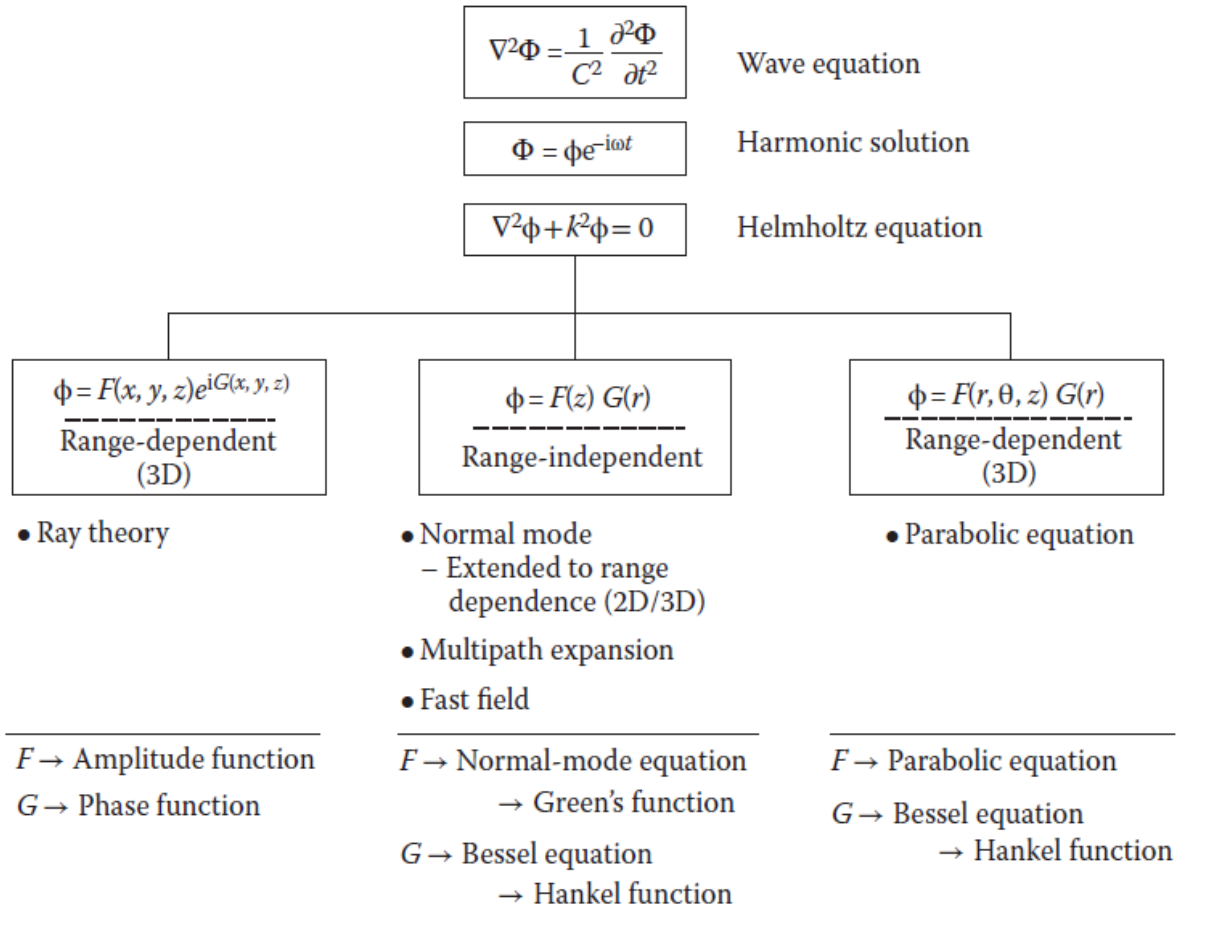 ∇²Φ = 1/C² ∂²Φ/∂t²
Wave equation
Φ = ϕe^{–iωt}
Harmonic solution
∇²ϕ + k²ϕ = 0
Helmholtz equation
ϕ = F(x, y, z)e^{iG(x, y, z)}
Range-dependent
(3D)
• Ray theory
F → Amplitude function
G → Phase function
ϕ = F(z) G(r)
Range-independent
• Normal mode
– Extended to range
dependence (2D/3D)
• Multipath expansion
• Fast field
F → Normal-mode equation
→ Green's function
G → Bessel equation
→ Hankel function
ϕ = F(r, θ, z) G(r)
Range-dependent
(3D)
• Parabolic equation
F → Parabolic equation
G → Bessel equation
→ Hankel function